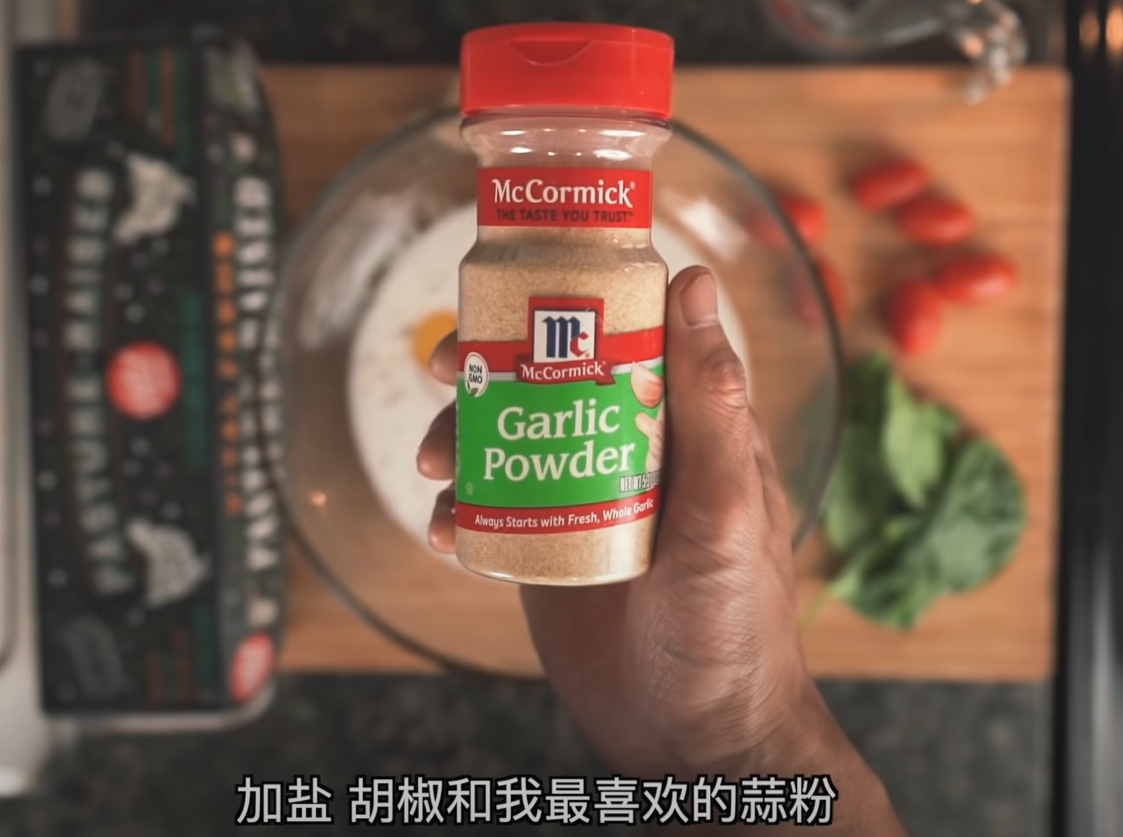 McCormick®
THE TASTE YOU TRUST™
Mc
McCormick®
NON
GMO
Garlic
Powder
Always Starts with Fresh, Whole Garlic
PASTURE RAISED
加盐 胡椒和我最喜欢的蒜粉